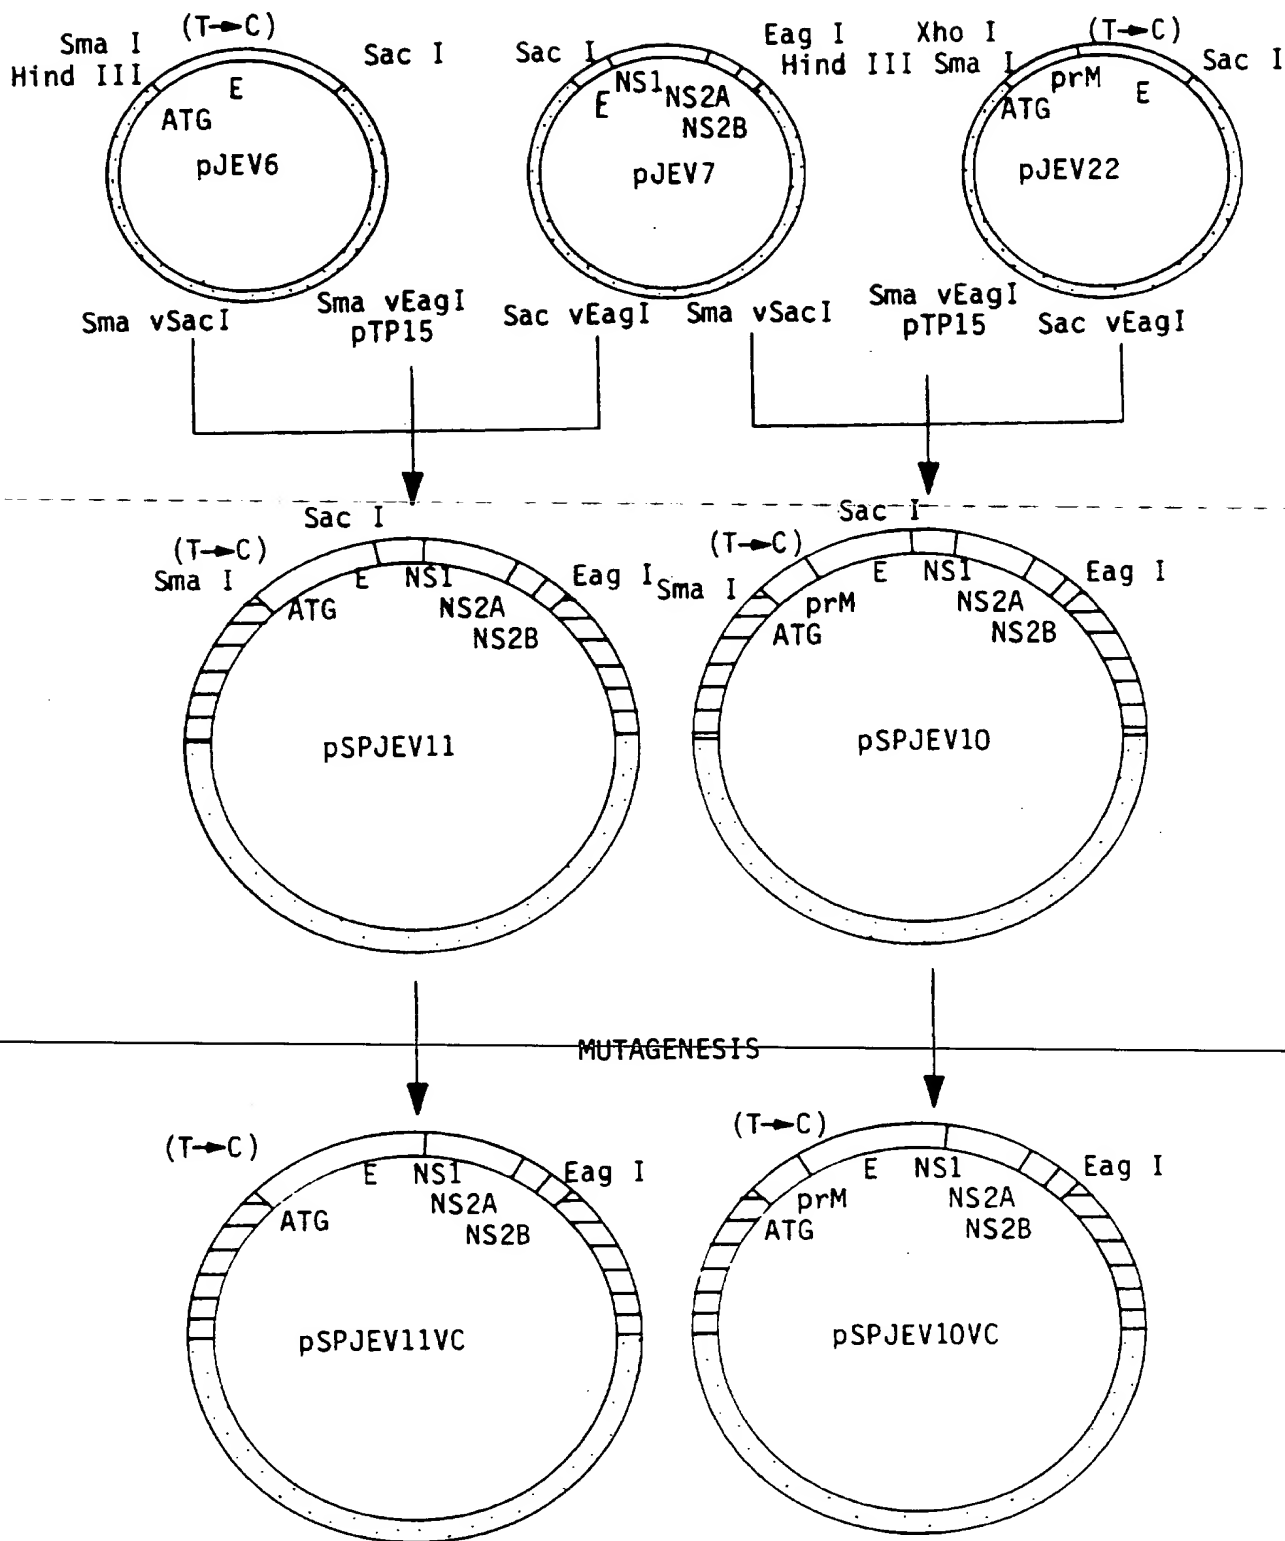 (T→C)
Sma I
Hind III
Sac I
E
ATG
pJEV6
Sac I
Eag I
Hind III
NS1
E
NS2A
NS2B
pJEV7
Xho I
Sma I
(T→C)
Sac I
prM
ATG
E
pJEV22
Sma vSacI
Sma vEagI
pTP15
Sac vEagI
Sma vSacI
Sma vEagI
pTP15
Sac vEagI
Sac I
(T→C)
Sma I
E
NS1
Eag I
ATG
NS2A
NS2B
pSPJEV11
Sac I
(T→C)
Sma I
E
NS1
Eag I
prM
ATG
NS2A
NS2B
pSPJEV10
MUTAGENESIS
(T→C)
E
NS1
Eag I
ATG
NS2A
NS2B
pSPJEV11VC
(T→C)
E
NS1
Eag I
prM
ATG
NS2A
NS2B
pSPJEV10VC